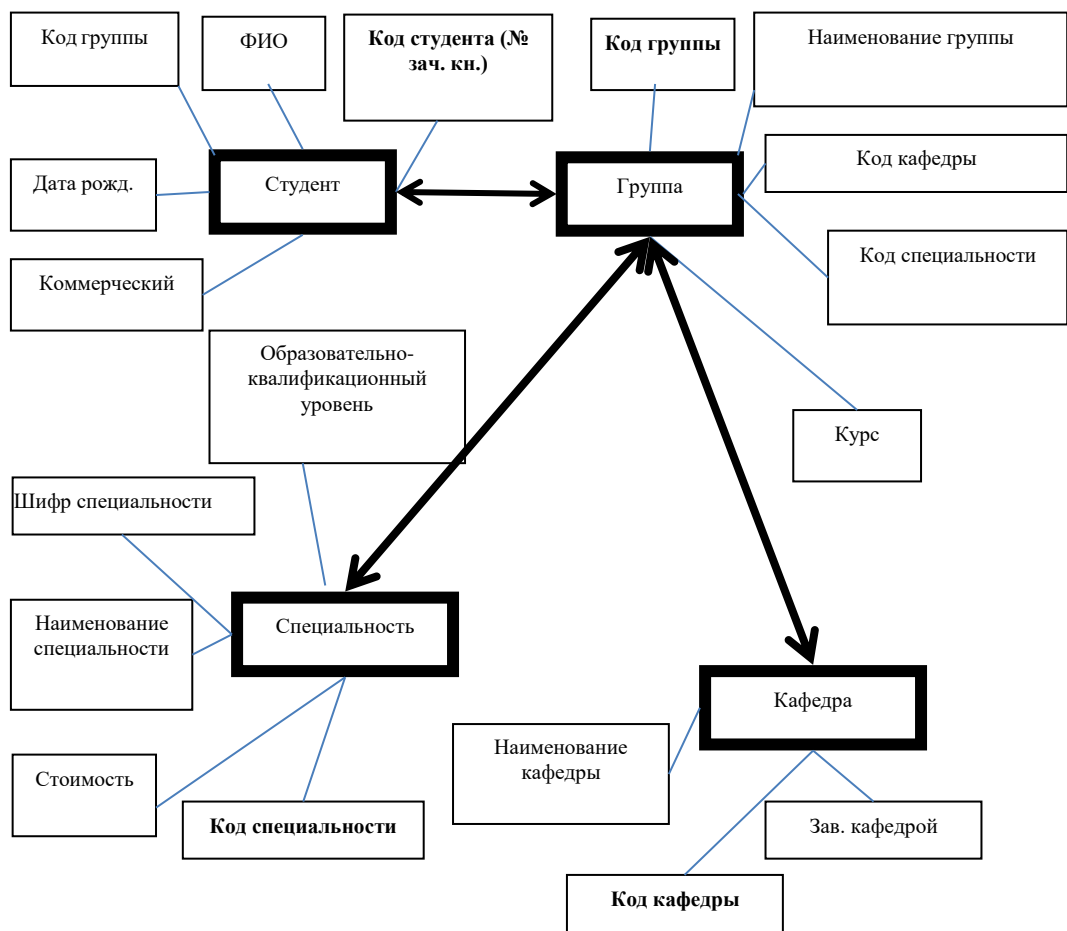 Код группы
ФИО
Код студента (№
зач. кн.)
Код группы
Наименование группы
Дата рожд.
Студент
Группа
Код кафедры
Коммерческий
Код специальности
Образовательно-
квалификационный
уровень
Курс
Шифр специальности
Наименование
специальности
Специальность
Кафедра
Наименование
кафедры
Стоимость
Код специальности
Зав. кафедрой
Код кафедры